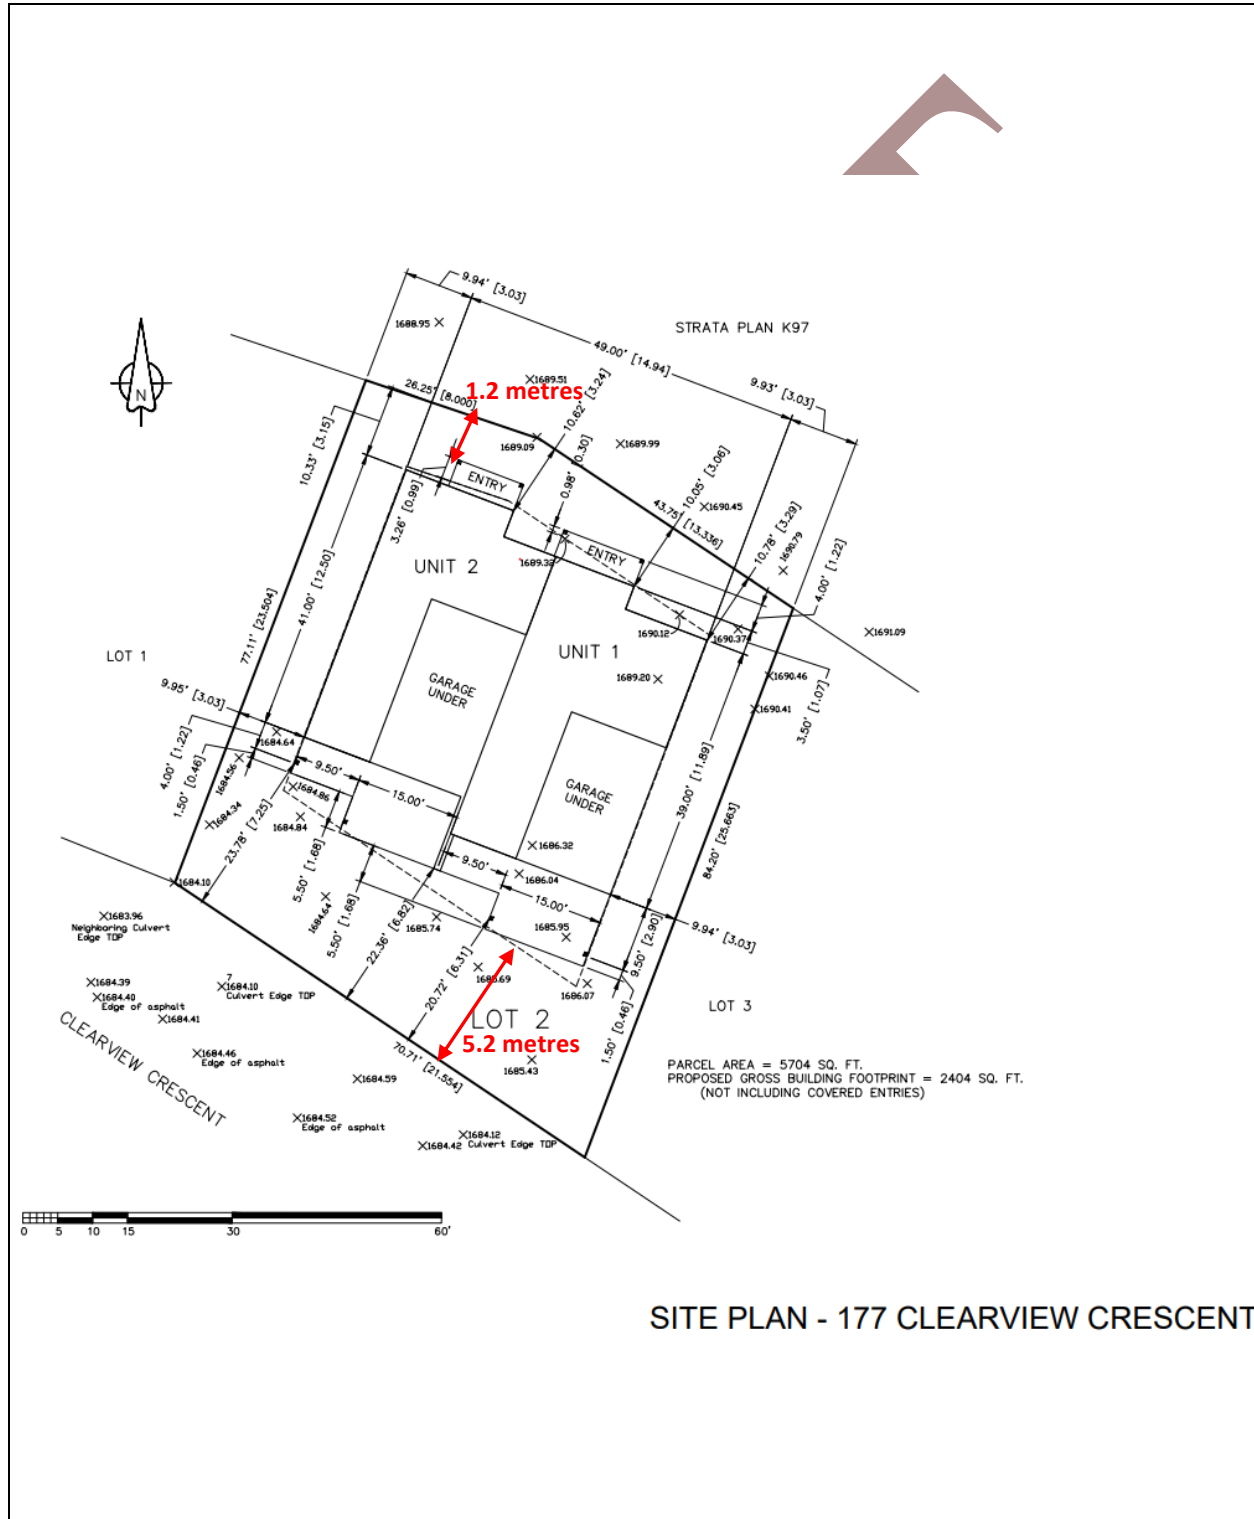 9.94' [3.03]
1688.95
STRATA PLAN K97
49.00' [14.94]
9.93' [3.03]
1689.51
26.25' [8.000]
1.2 metres
10.62' [3.24]
10.33' [3.15]
1689.09
1689.99
0.98' [0.30]
10.05' [3.06]
N
ENTRY
3.26' [0.99]
43.75' [13.336]
1690.45
10.78' [3.29]
1690.79
4.00' [1.22]
UNIT 2
1689.32
ENTRY
41.00' [12.50]
77.11' [23.504]
1690.12
1690.37
1691.09
LOT 1
UNIT 1
1689.20
1690.46
1690.41
3.50' [1.07]
GARAGE
UNDER
9.95' [3.03]
4.00' [1.22]
1.50' [0.46]
1684.64
1684.56
9.50'
15.00'
1684.86
1684.34
1684.84
GARAGE
UNDER
39.00' [11.89]
84.20' [25.663]
23.78' [7.25]
5.50' [1.68]
1686.32
9.50'
1686.04
15.00'
1684.10
1684.64
5.50' [1.68]
1683.96
Neighboring Culvert
Edge TOP
1685.74
1685.95
9.50' [2.90]
9.94' [3.03]
22.36' [6.82]
20.72' [6.31]
1685.69
1686.07
7
1684.39
1684.10
Culvert Edge TOP
1684.40
Edge of asphalt
1684.41
LOT 2
LOT 3
1.50' [0.46]
CLEARVIEW CRESCENT
5.2 metres
70.71' [21.554]
1684.46
Edge of asphalt
1685.43
1684.59
PARCEL AREA = 5704 SQ. FT.
PROPOSED GROSS BUILDING FOOTPRINT = 2404 SQ. FT.
(NOT INCLUDING COVERED ENTRIES)
1684.52
Edge of asphalt
1684.12
1684.42 Culvert Edge TOP
0 5 10 15 30 60'
SITE PLAN - 177 CLEARVIEW CRESCENT